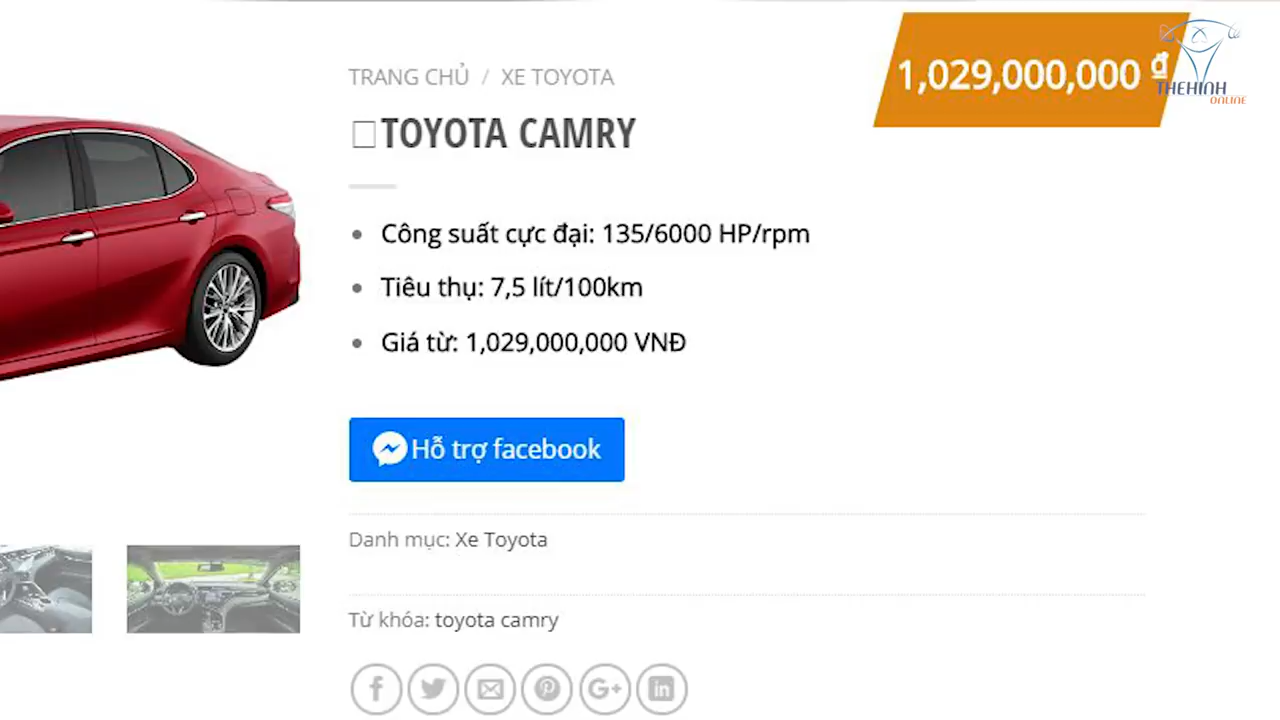 1,029,000,000 ₫
THEHINH
ONLINE
TRANG CHỦ / XE TOYOTA
TOYOTA CAMRY
Công suất cực đại: 135/6000 HP/rpm
Tiêu thụ: 7,5 lít/100km
Giá từ: 1,029,000,000 VNĐ
Hỗ trợ facebook
Danh mục: Xe Toyota
Từ khóa: toyota camry